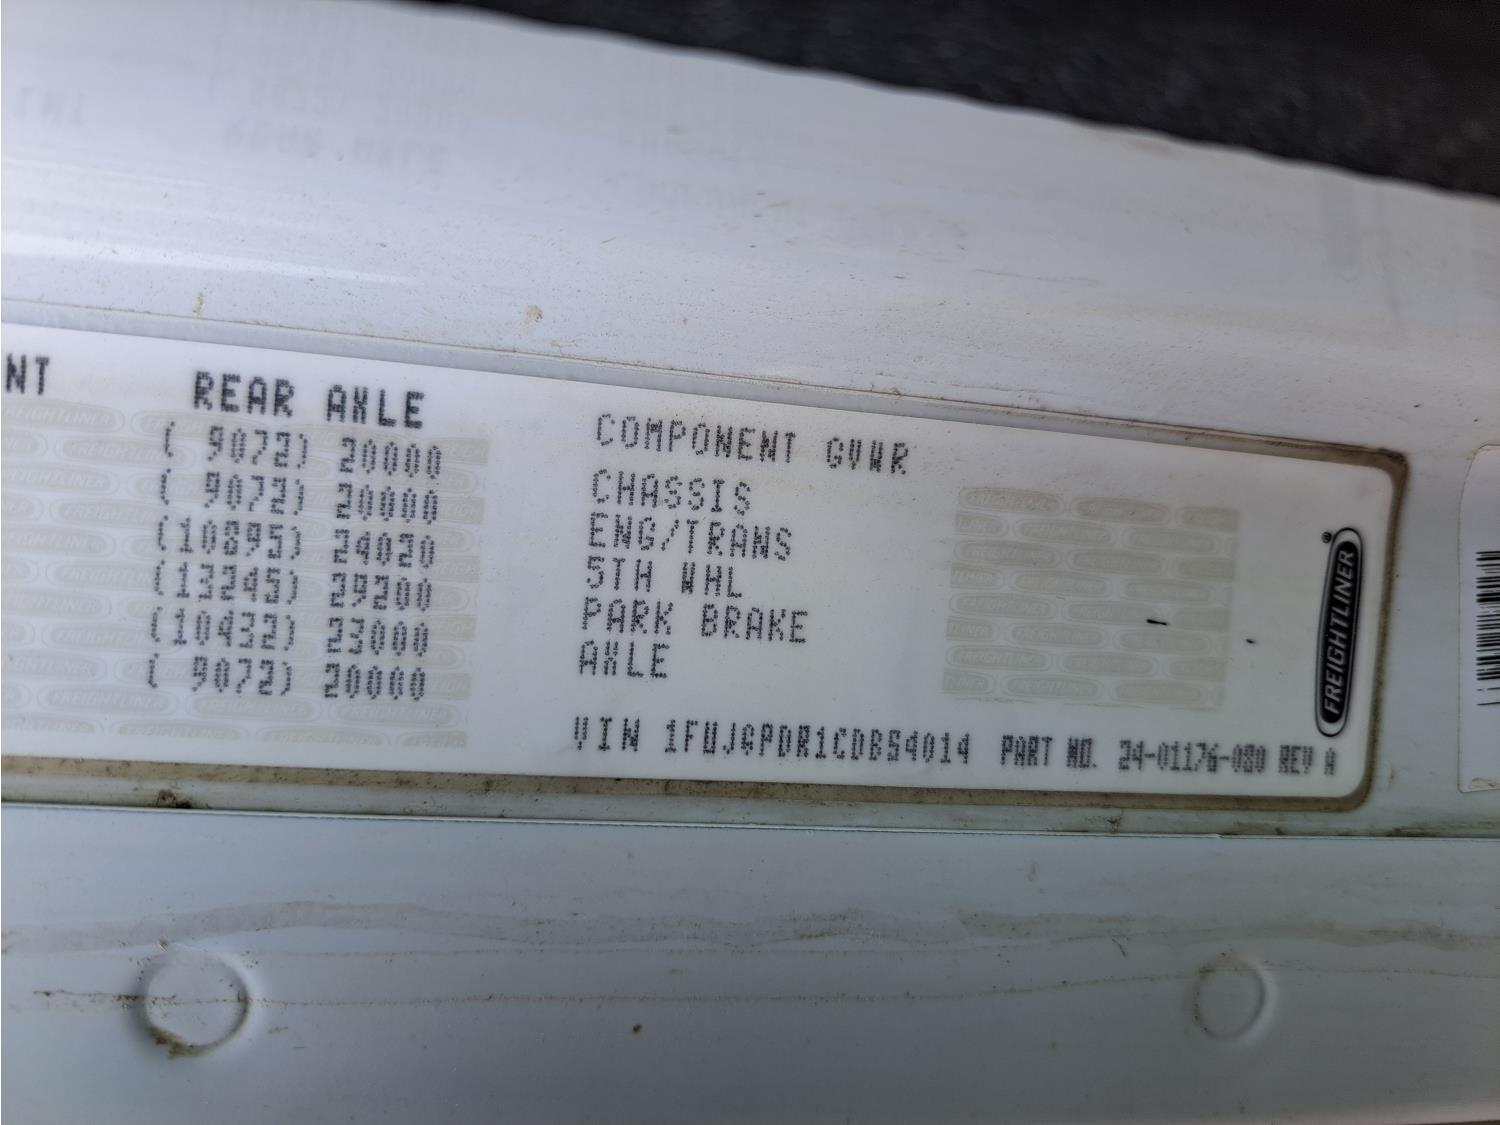 NT REAR AXLE
( 9072) 20000
( 9072) 20000
(10895) 24020
(13245) 29200
(10433) 23000
( 9072) 20000
COMPONENT GVWR
CHASSIS
ENG/TRANS
5TH WHL
PARK BRAKE
AXLE
VIN 1FUJGPDR1CDBS4014 PART NO. 24-01176-080 REV A
FREIGHTLINER